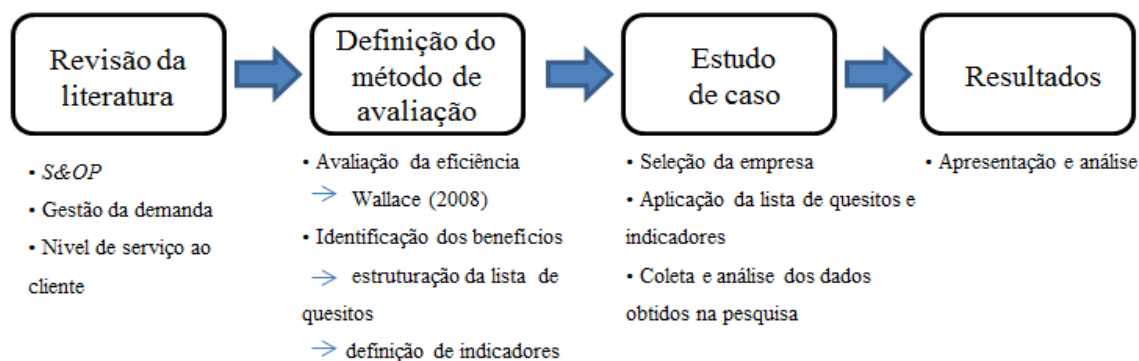 Revisão da
literatura
Definição do
método de
avaliação
Estudo
de caso
Resultados
• S&OP
• Gestão da demanda
• Nivel de serviço ao
cliente
• Avaliação da eficiência
Wallace (2008)
• Identificação dos benefícios
estruturação da lista de
quesitos
definição de indicadores
• Seleção da empresa
• Aplicação da lista de quesitos e
indicadores
• Coleta e análise dos dados
obtidos na pesquisa
• Apresentação e análise